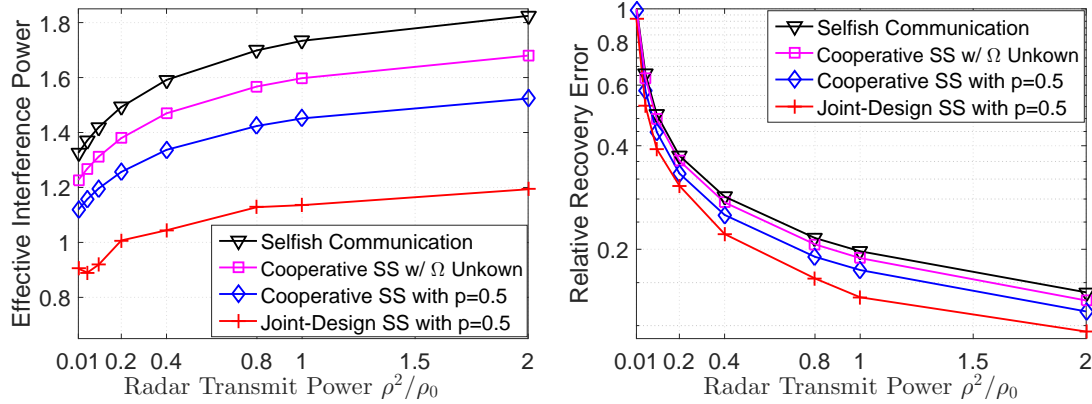 Effective Interference Power
1.8
1.6
1.4
1.2
1
0.8
Selfish Communication
Cooperative SS w/ Ω Unkown
Cooperative SS with p=0.5
Joint-Design SS with p=0.5
0.01 0.2 0.4 0.8 1 1.5 2
Radar Transmit Power ρ²/ρ₀
Relative Recovery Error
1
0.8
0.6
0.4
0.2
Selfish Communication
Cooperative SS w/ Ω Unkown
Cooperative SS with p=0.5
Joint-Design SS with p=0.5
0.01 0.2 0.4 0.8 1 1.5 2
Radar Transmit Power ρ²/ρ₀